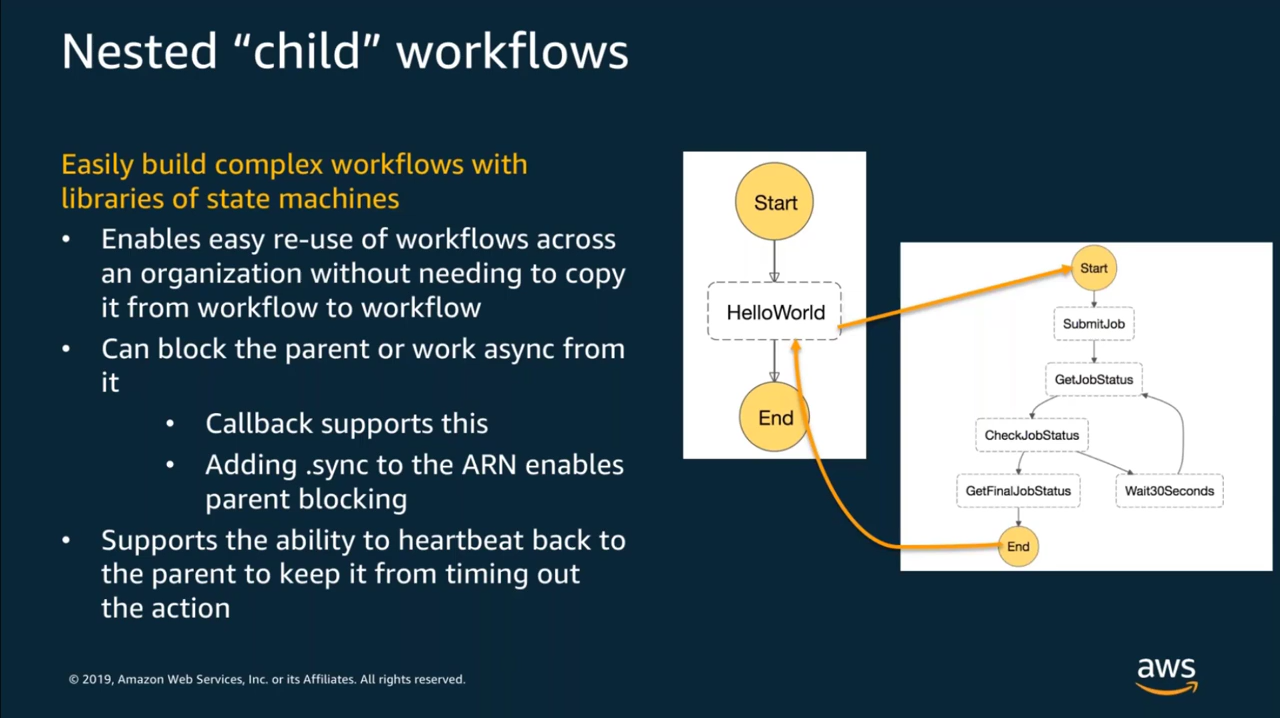 Nested “child” workflows
Easily build complex workflows with
libraries of state machines
• Enables easy re-use of workflows across
an organization without needing to copy
it from workflow to workflow
• Can block the parent or work async from
it
• Callback supports this
• Adding .sync to the ARN enables
parent blocking
• Supports the ability to heartbeat back to
the parent to keep it from timing out
the action
Start
HelloWorld
End
Start
SubmitJob
GetJobStatus
CheckJobStatus
GetFinalJobStatus
Wait30Seconds
End
© 2019, Amazon Web Services, Inc. or its Affiliates. All rights reserved.
aws